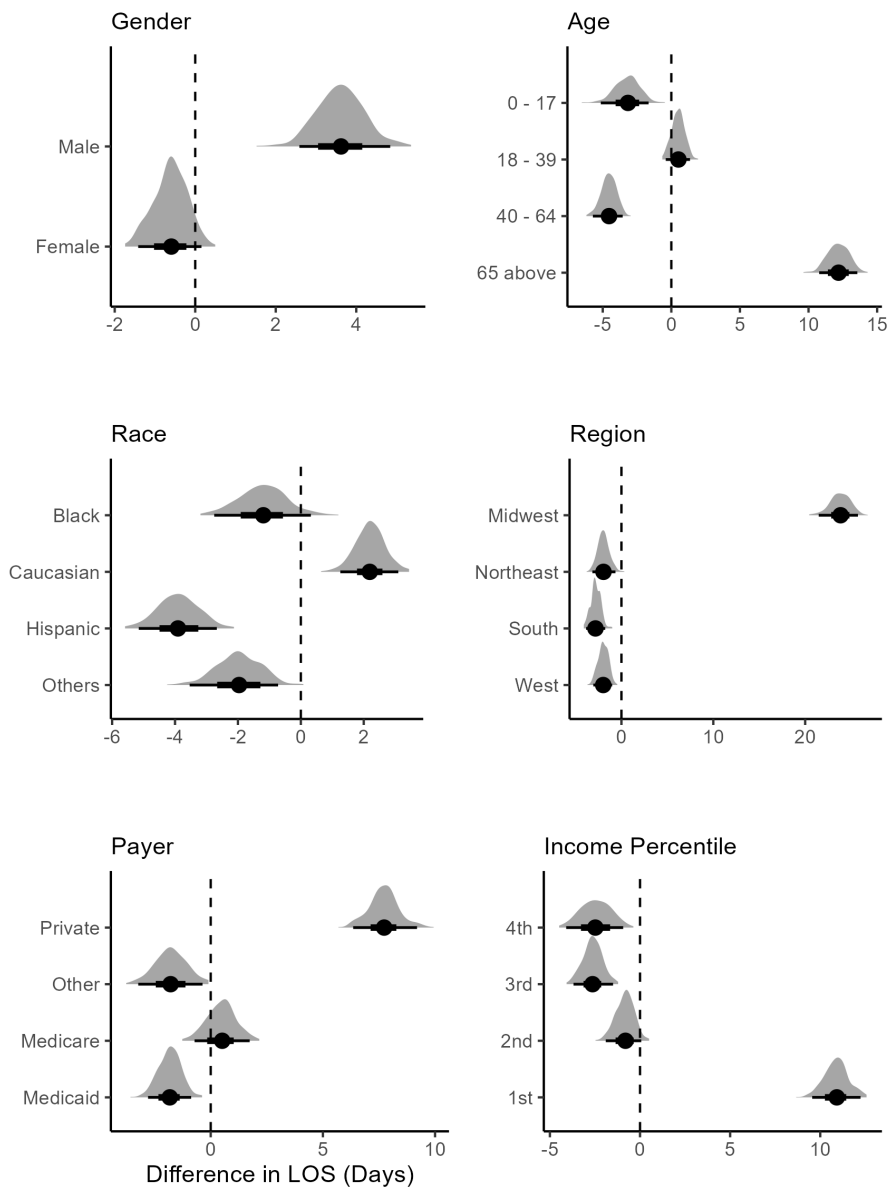 Gender
Male
Female
-2 0 2 4
Age
0 - 17
18 - 39
40 - 64
65 above
-5 0 5 10 15
Race
Black
Caucasian
Hispanic
Others
-6 -4 -2 0 2
Region
Midwest
Northeast
South
West
0 10 20
Payer
Private
Other
Medicare
Medicaid
0 5 10
Difference in LOS (Days)
Income Percentile
4th
3rd
2nd
1st
-5 0 5 10